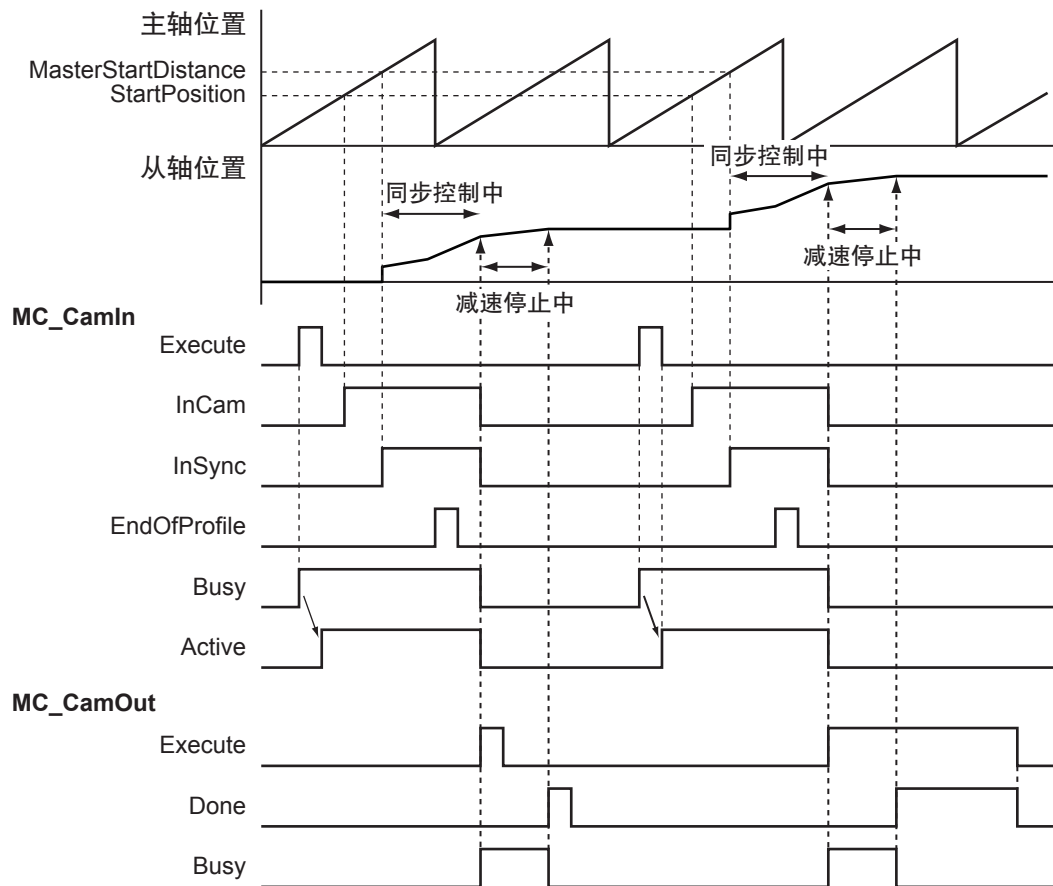 主轴位置
MasterStartDistance
StartPosition
从轴位置
同步控制中
同步控制中
减速停止中
减速停止中
MC_CamIn
Execute
InCam
InSync
EndOfProfile
Busy
Active
MC_CamOut
Execute
Done
Busy